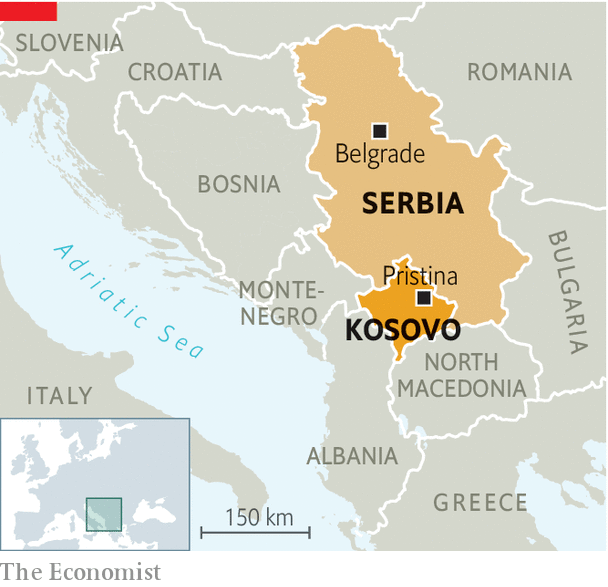 SLOVENIA
CROATIA
ROMANIA
Belgrade
BOSNIA
SERBIA
BULGARIA
Adriatic Sea
Pristina
MONTE-
NEGRO
KOSOVO
NORTH
MACEDONIA
ITALY
ALBANIA
GREECE
150 km
The Economist